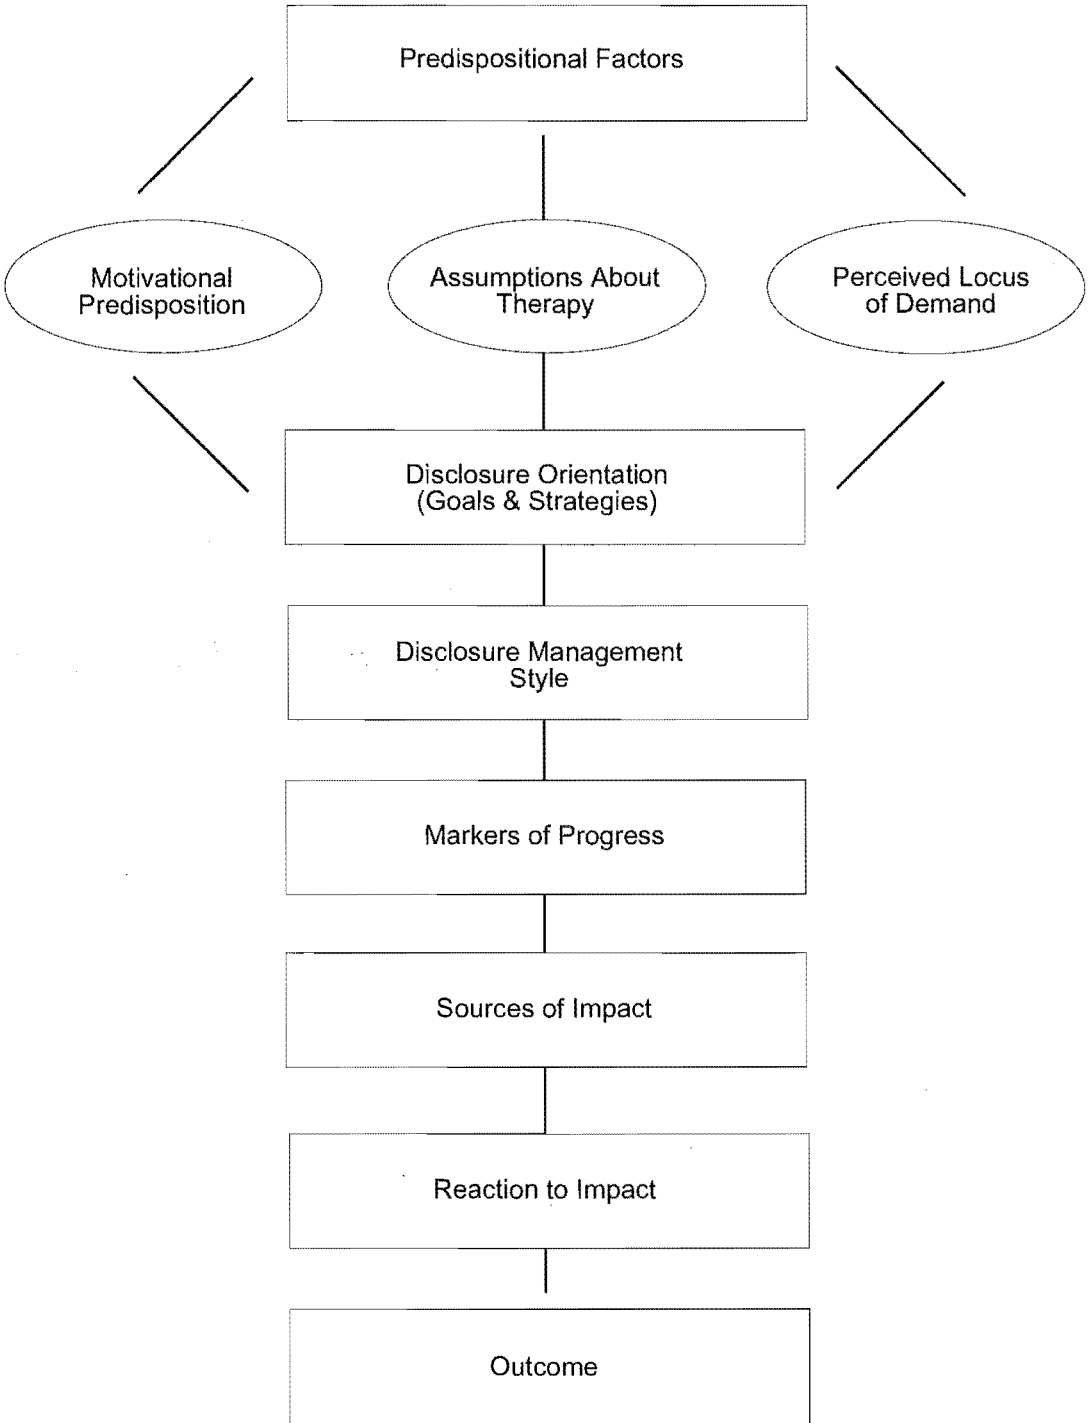 Predispositional Factors
Motivational
Predisposition
Assumptions About
Therapy
Perceived Locus
of Demand
Disclosure Orientation
(Goals & Strategies)
Disclosure Management
Style
Markers of Progress
Sources of Impact
Reaction to Impact
Outcome